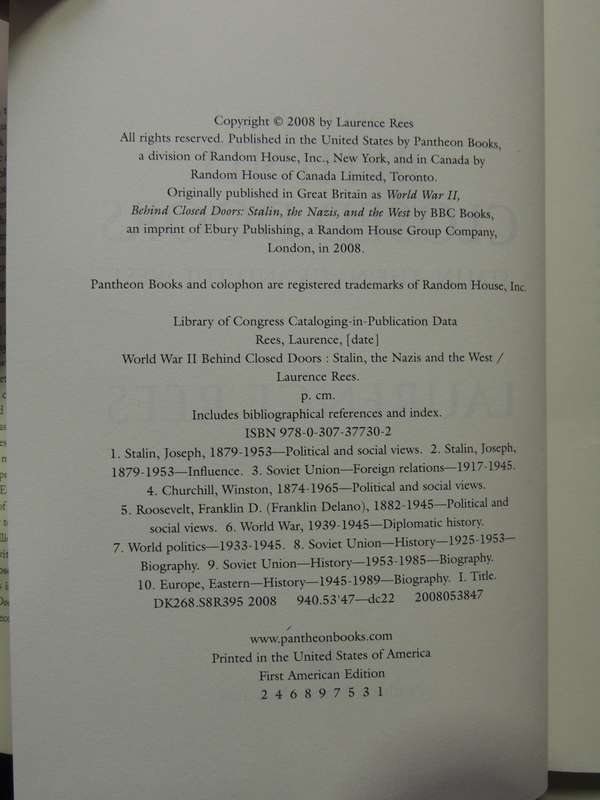 Copyright © 2008 by Laurence Rees
All rights reserved. Published in the United States by Pantheon Books,
a division of Random House, Inc., New York, and in Canada by
Random House of Canada Limited, Toronto.
Originally published in Great Britain as World War II,
Behind Closed Doors: Stalin, the Nazis, and the West by BBC Books,
an imprint of Ebury Publishing, a Random House Group Company,
London, in 2008.
Pantheon Books and colophon are registered trademarks of Random House, Inc.
Library of Congress Cataloging-in-Publication Data
Rees, Laurence, [date]
World War II Behind Closed Doors : Stalin, the Nazis and the West /
Laurence Rees.
p. cm.
Includes bibliographical references and index.
ISBN 978-0-307-37730-2
1. Stalin, Joseph, 1879-1953—Political and social views. 2. Stalin, Joseph,
1879-1953—Influence. 3. Soviet Union—Foreign relations—1917-1945.
4. Churchill, Winston, 1874-1965—Political and social views.
5. Roosevelt, Franklin D. (Franklin Delano), 1882-1945—Political and
social views. 6. World War, 1939-1945—Diplomatic history.
7. World politics—1933-1945. 8. Soviet Union—History—1925-1953—
Biography. 9. Soviet Union—History—1953-1985—Biography.
10. Europe, Eastern—History—1945-1989—Biography. I. Title.
DK268.S8R395 2008 940.53'47—dc22 2008053847
www.pantheonbooks.com
Printed in the United States of America
First American Edition
2 4 6 8 9 7 5 3 1